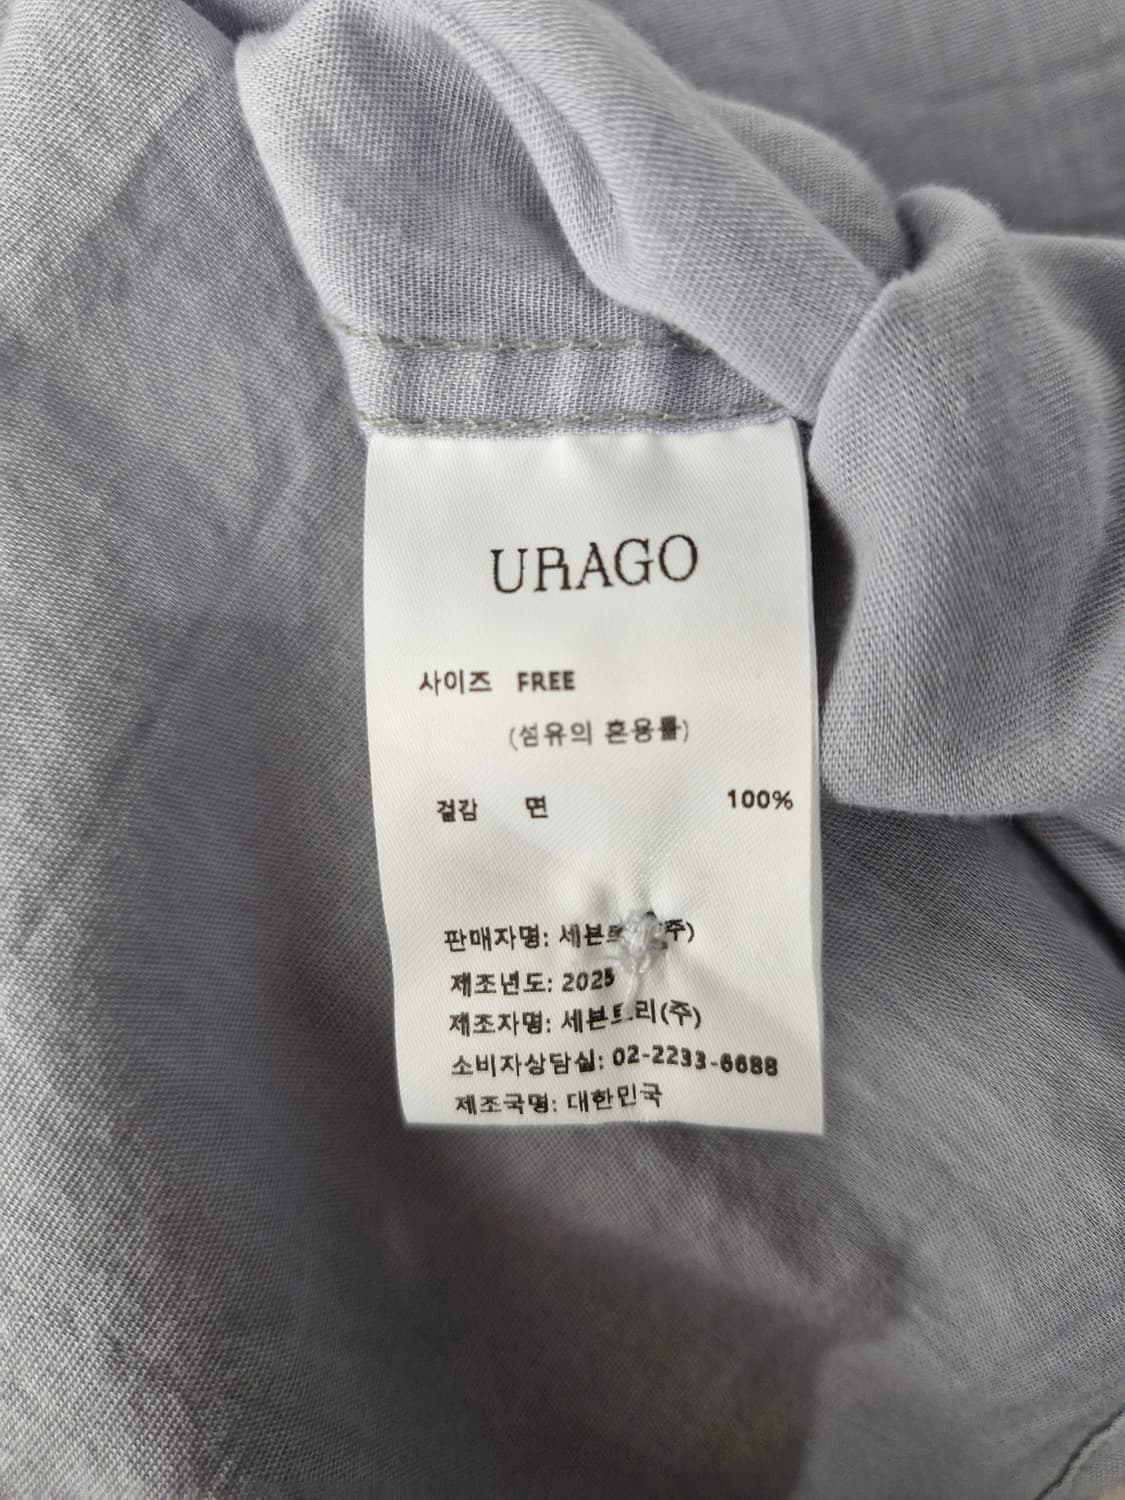 URAGO
사이즈 FREE
(섬유의 혼용률)
겉감 면 100%
판매자명: 주)
제조년도: 2025
제조자명: 세븐트리(주)
소비자상담실: 02-2233-6688
제조국명: 대한민국